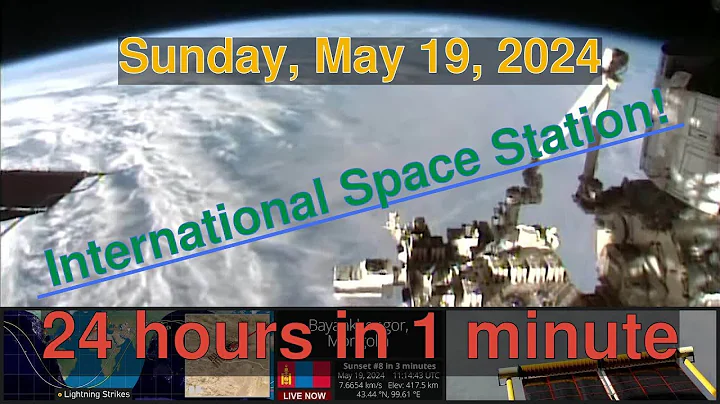 Sunday, May 19, 2024
International Space Station!
24 hours in 1 minute
Bayankhongor,
Mongolia
Sunset #8 in 3 minutes
May 19, 2024 11:14:43 UTC
7.6654 km/s Elev: 417.5 km
43.44 °N, 99.61 °E
Lightning Strikes
LIVE NOW